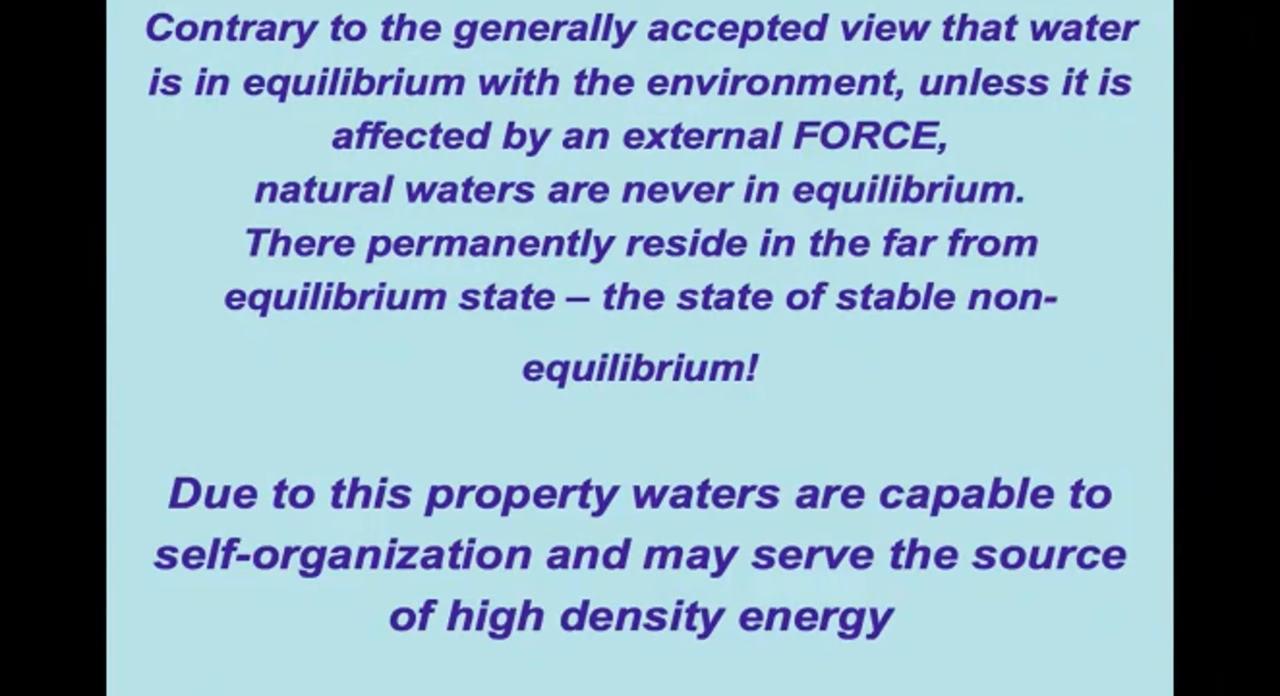 Contrary to the generally accepted view that water
is in equilibrium with the environment, unless it is
affected by an external FORCE,
natural waters are never in equilibrium.
There permanently reside in the far from
equilibrium state – the state of stable non-
equilibrium!
Due to this property waters are capable to
self-organization and may serve the source
of high density energy